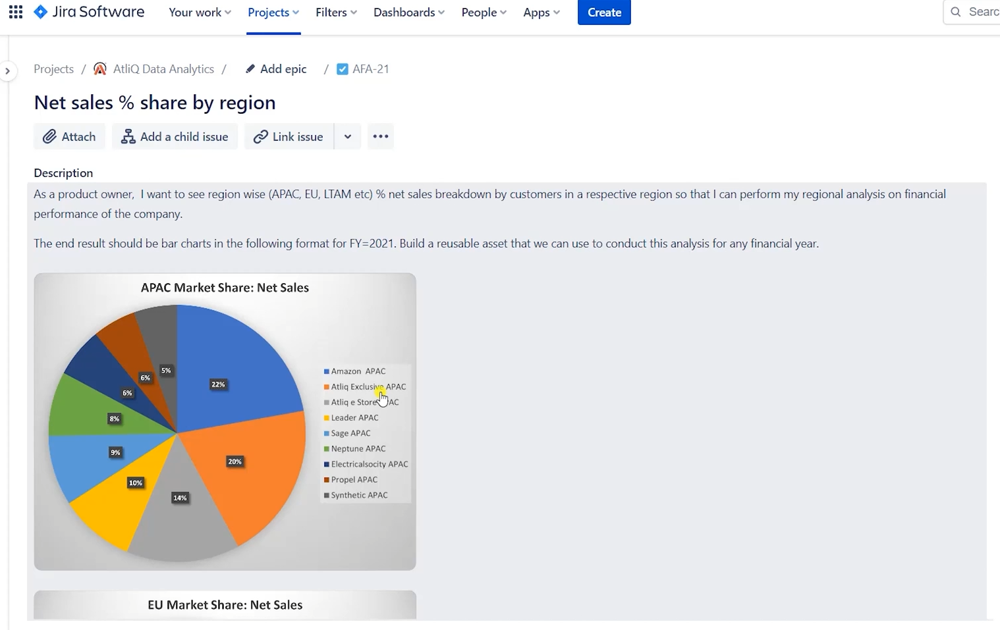 Jira Software Your work Projects Filters Dashboards People Apps Create
Projects / AtliQ Data Analytics / Add epic / AFA-21
Net sales % share by region
Attach Add a child issue Link issue
Description
As a product owner, I want to see region wise (APAC, EU, LTAM etc) % net sales breakdown by customers in a respective region so that I can perform my regional analysis on financial
performance of the company.
The end result should be bar charts in the following format for FY=2021. Build a reusable asset that we can use to conduct this analysis for any financial year.
APAC Market Share: Net Sales
5%
6%
22%
6%
8%
9%
20%
10%
14%
Amazon APAC
Atliq Exclusive APAC
Atliq e Store
Leader APAC
Sage APAC
Neptune APAC
Electricalsocity APAC
Propel APAC
Synthetic APAC
EU Market Share: Net Sales